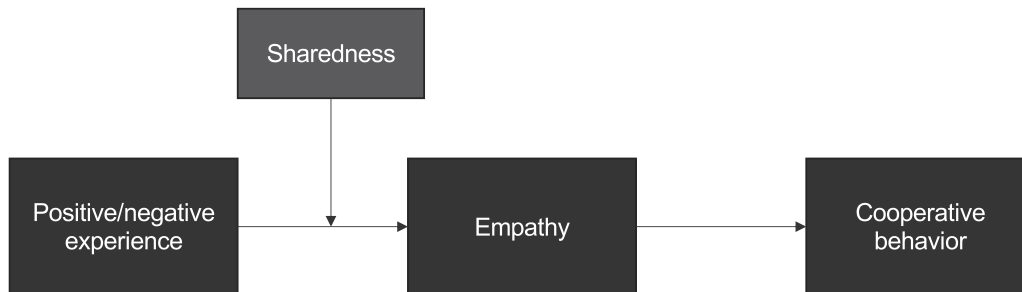 Sharedness
Positive/negative
experience
Empathy
Cooperative
behavior